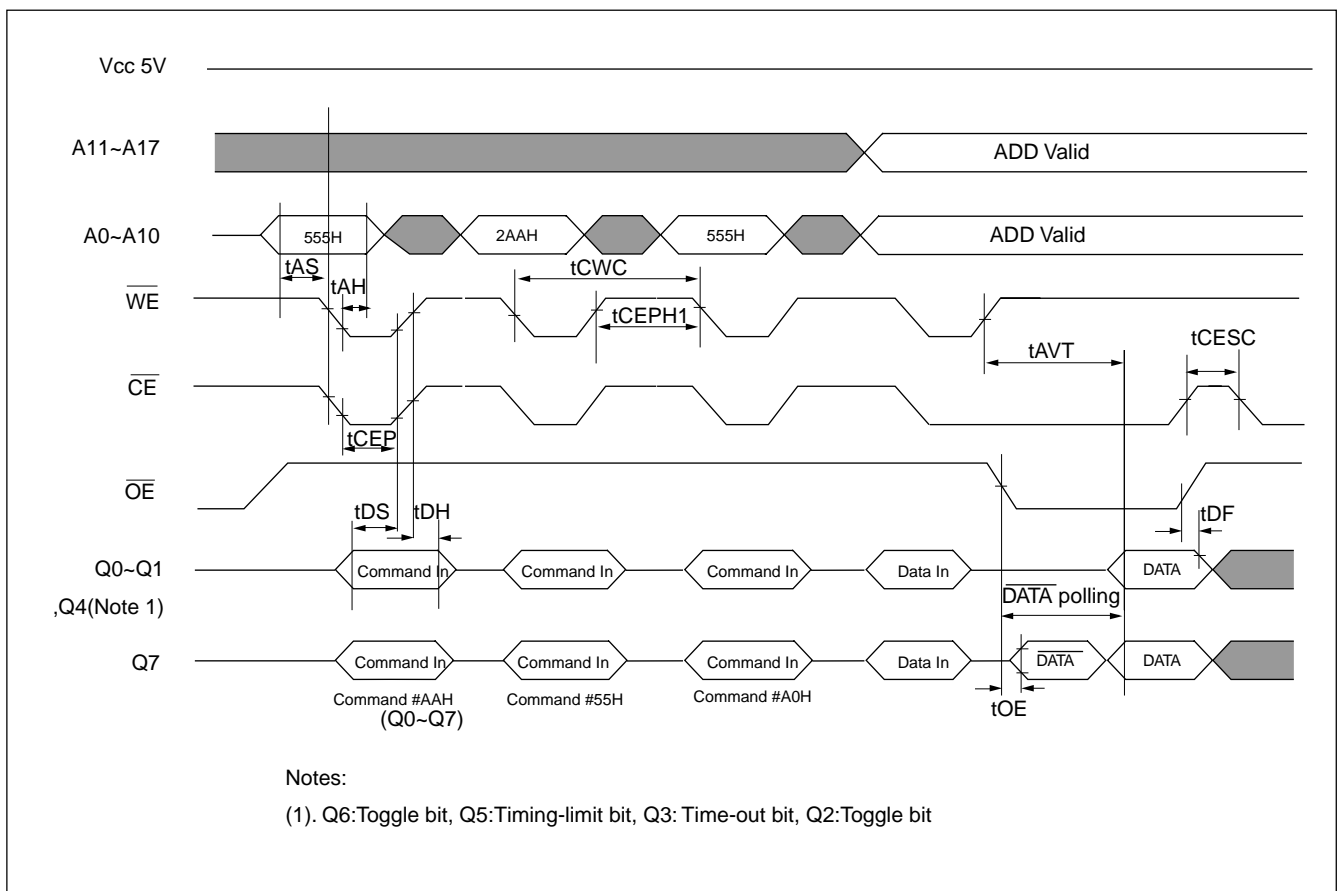 Vcc 5V
A11~A17
ADD Valid
A0~A10
555H
2AAH
555H
ADD Valid
tAS
tAH
tCWC
WE
tCEPH1
tAVT
tCESC
CE
tCEP
OE
tDS
tDH
tDF
Q0~Q1
,Q4(Note 1)
Command In
Command In
Command In
Data In
DATA
DATA polling
Q7
Command In
Command In
Command In
Data In
DATA
DATA
Command #AAH
Command #55H
Command #A0H
(Q0~Q7)
tOE
Notes:
(1). Q6:Toggle bit, Q5:Timing-limit bit, Q3: Time-out bit, Q2:Toggle bit